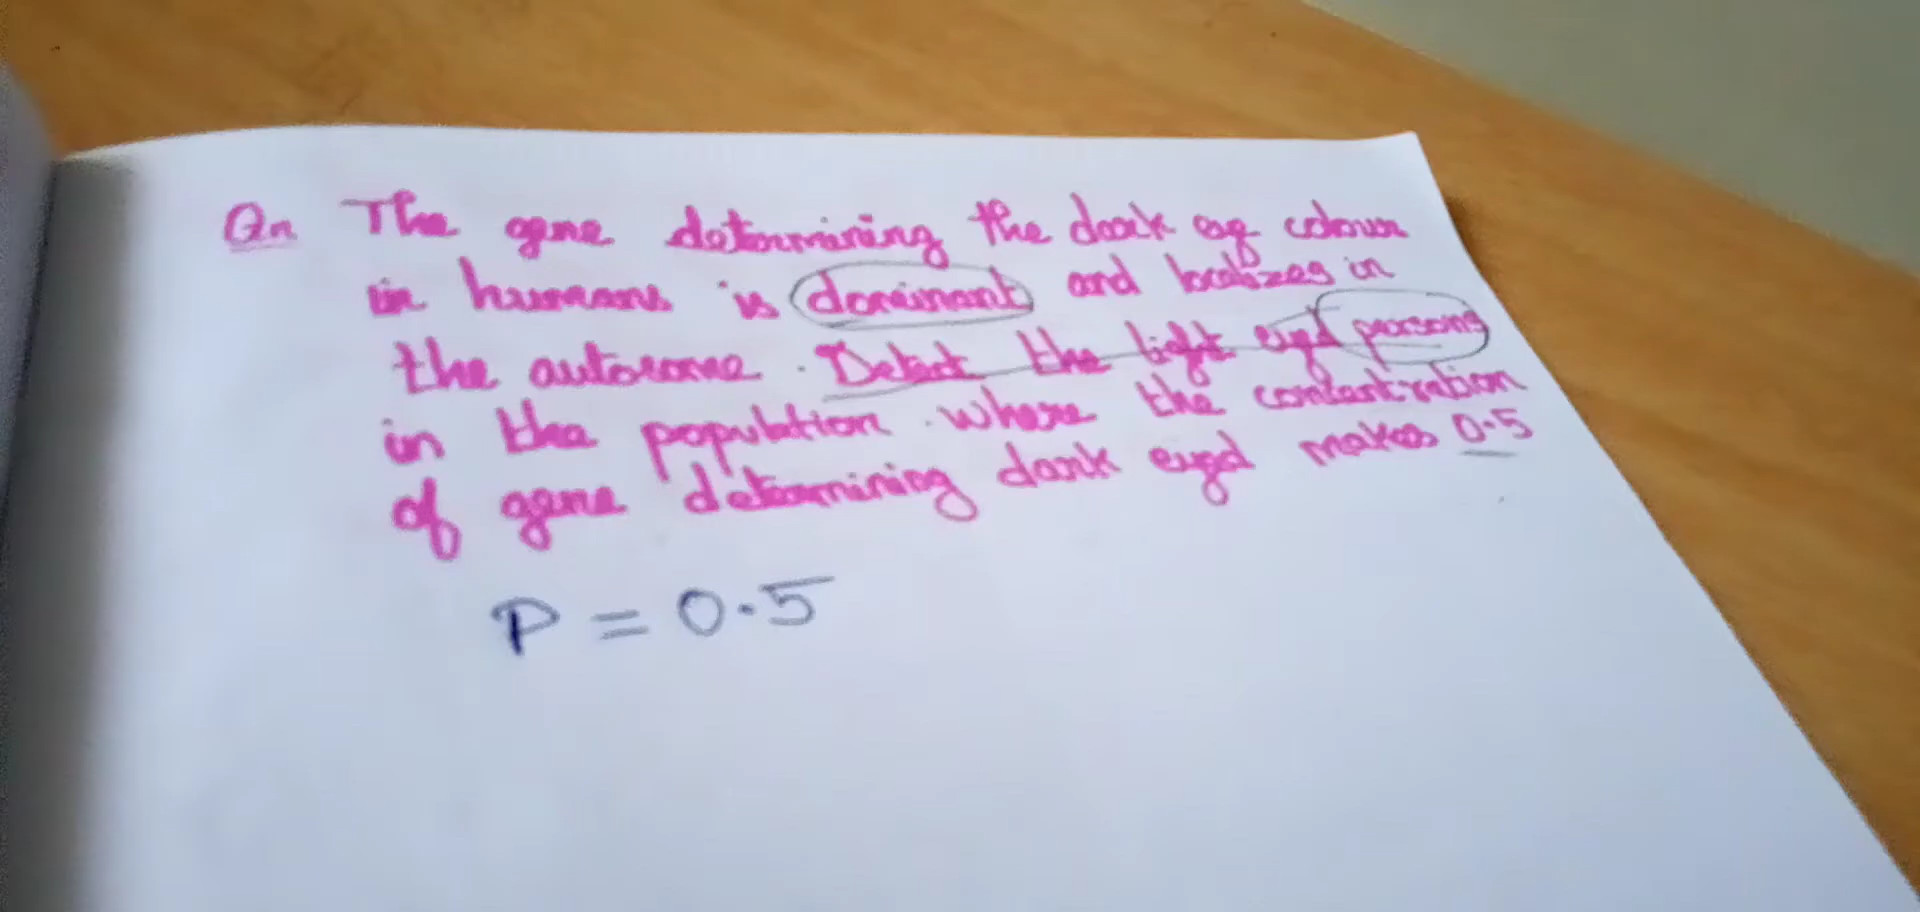 Qn The gene determining the dark eye colour
in humans is dominant and localizes in
the autosome. Detect the light eyed persons
in the population where the contantration
of gene determining dark eyed makes 0.5
P = 0.5